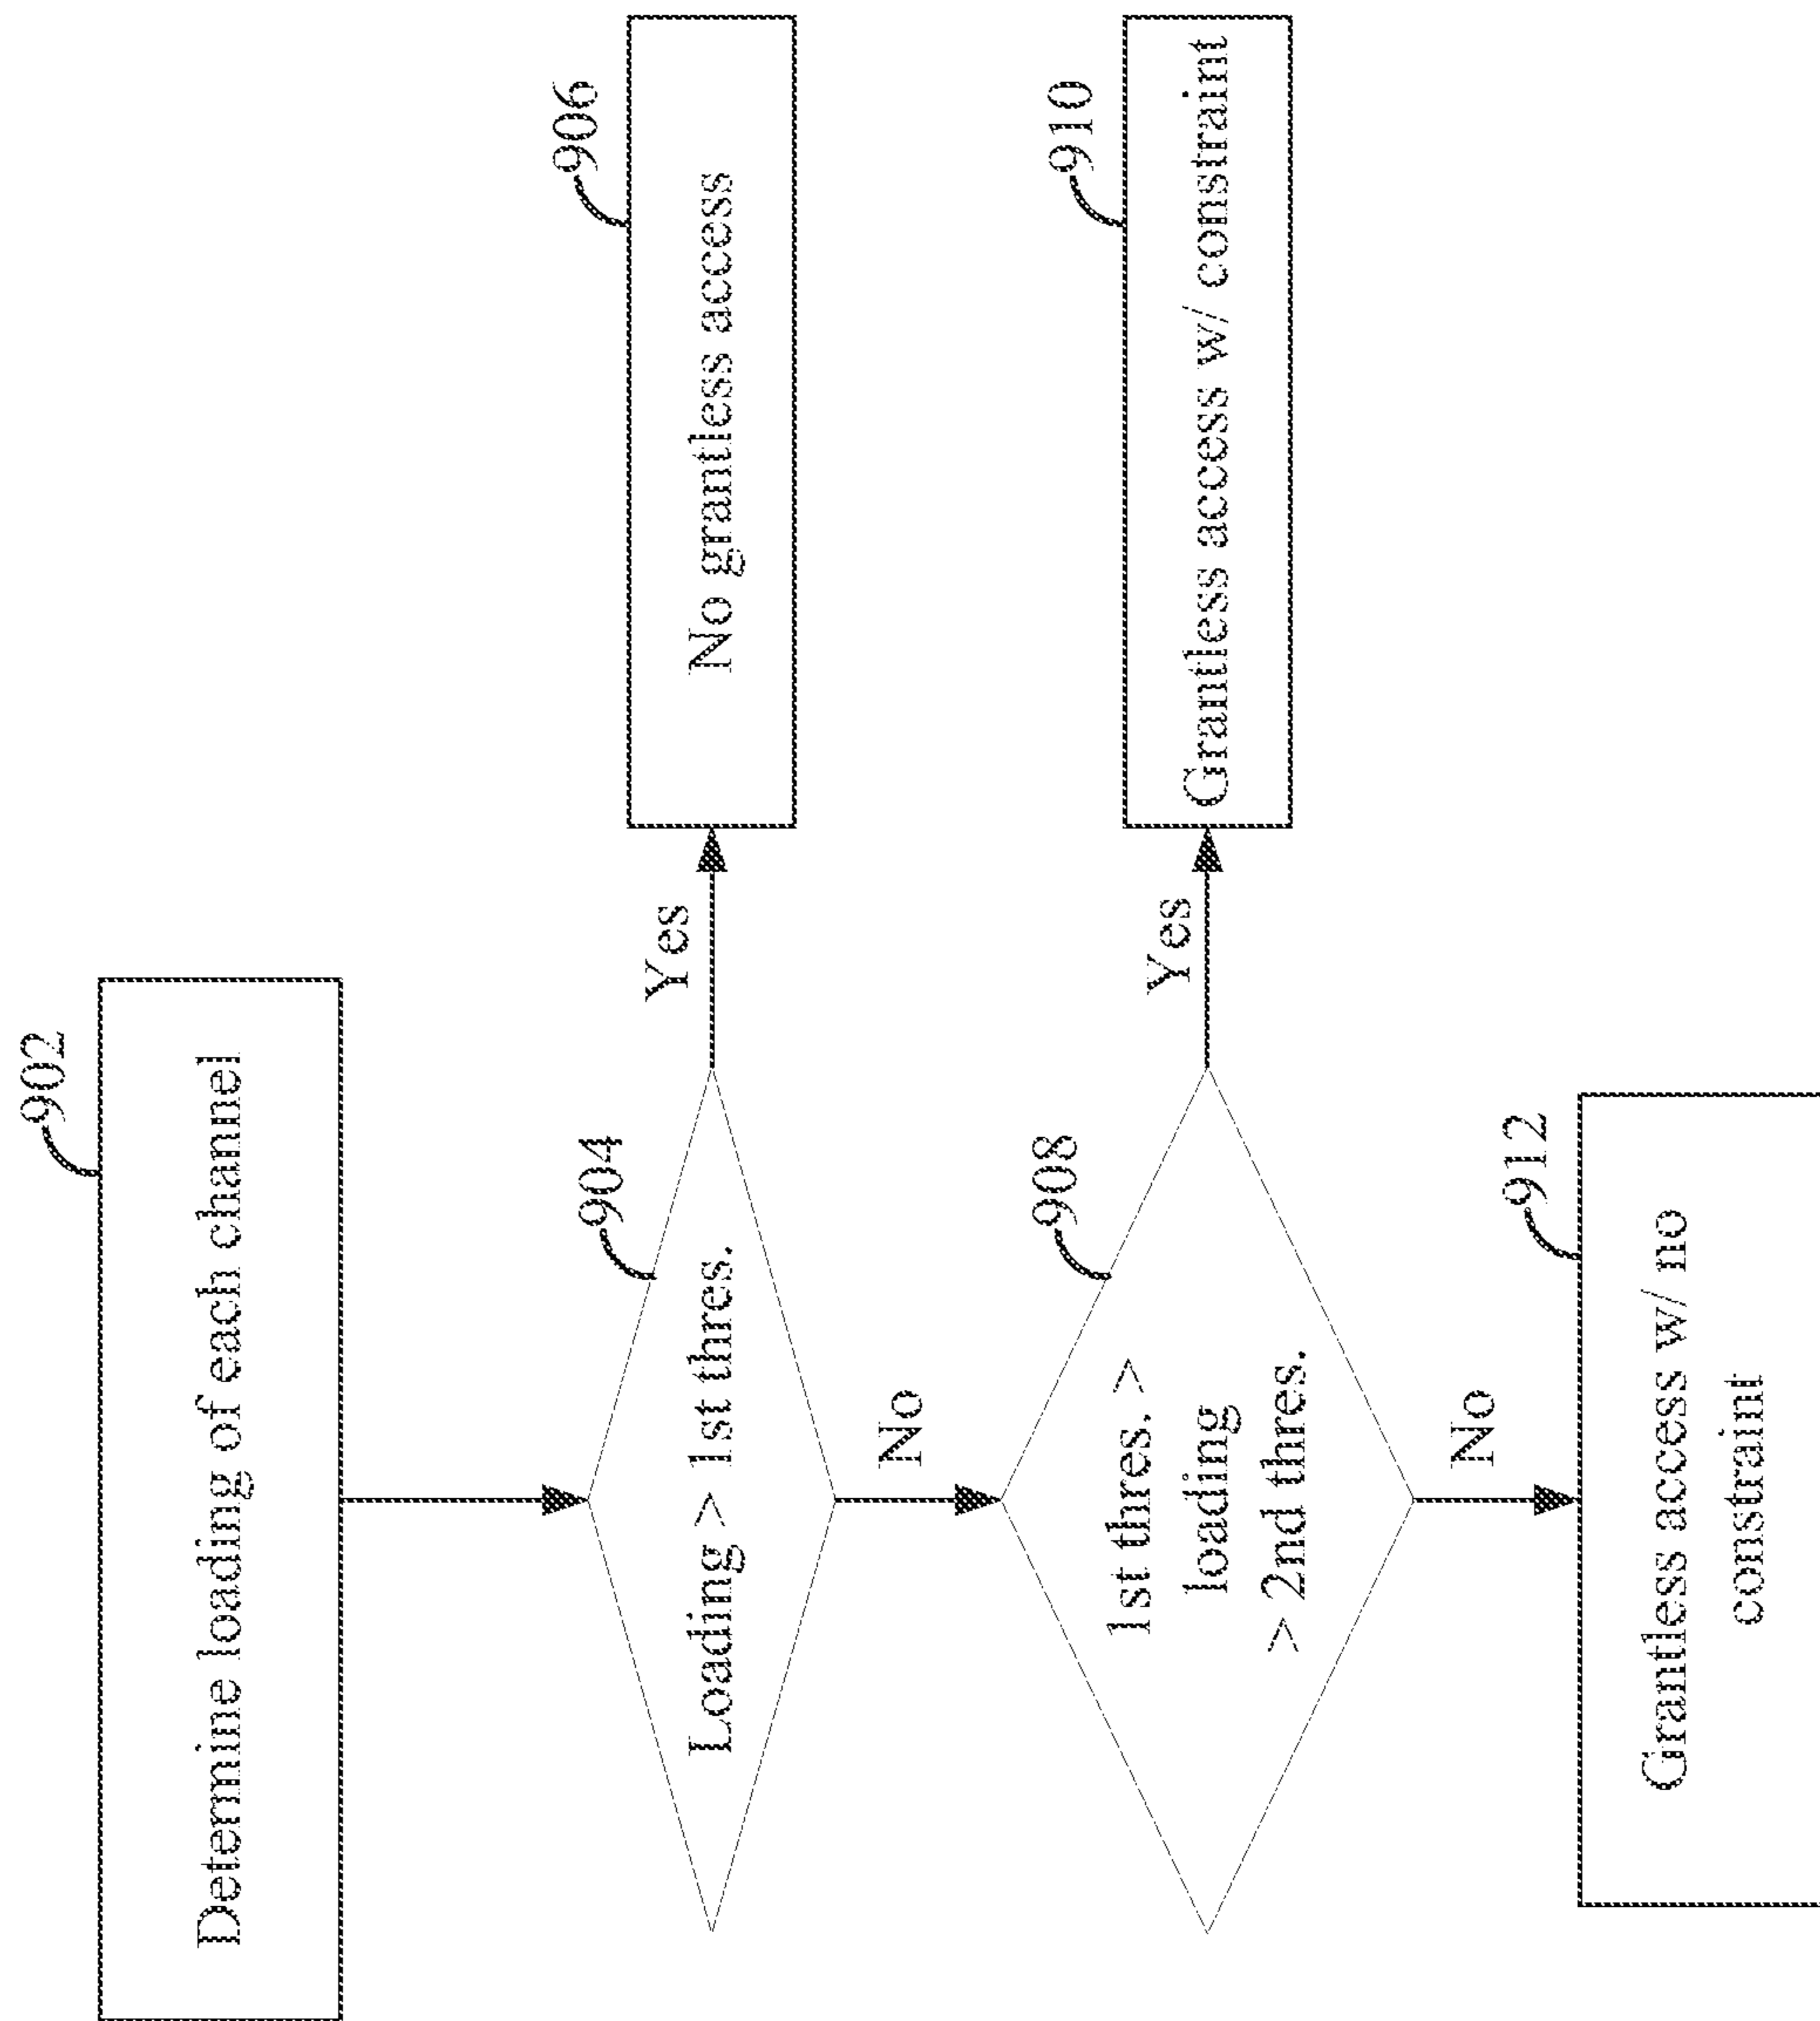 902
Determine loading of each channel
904
Loading > 1st thres.
Yes
906
No grantless access
No
908
1st thres. >
loading
> 2nd thres.
Yes
910
Grantless access w/ constraint
No
912
Grantless access w/ no
constraint